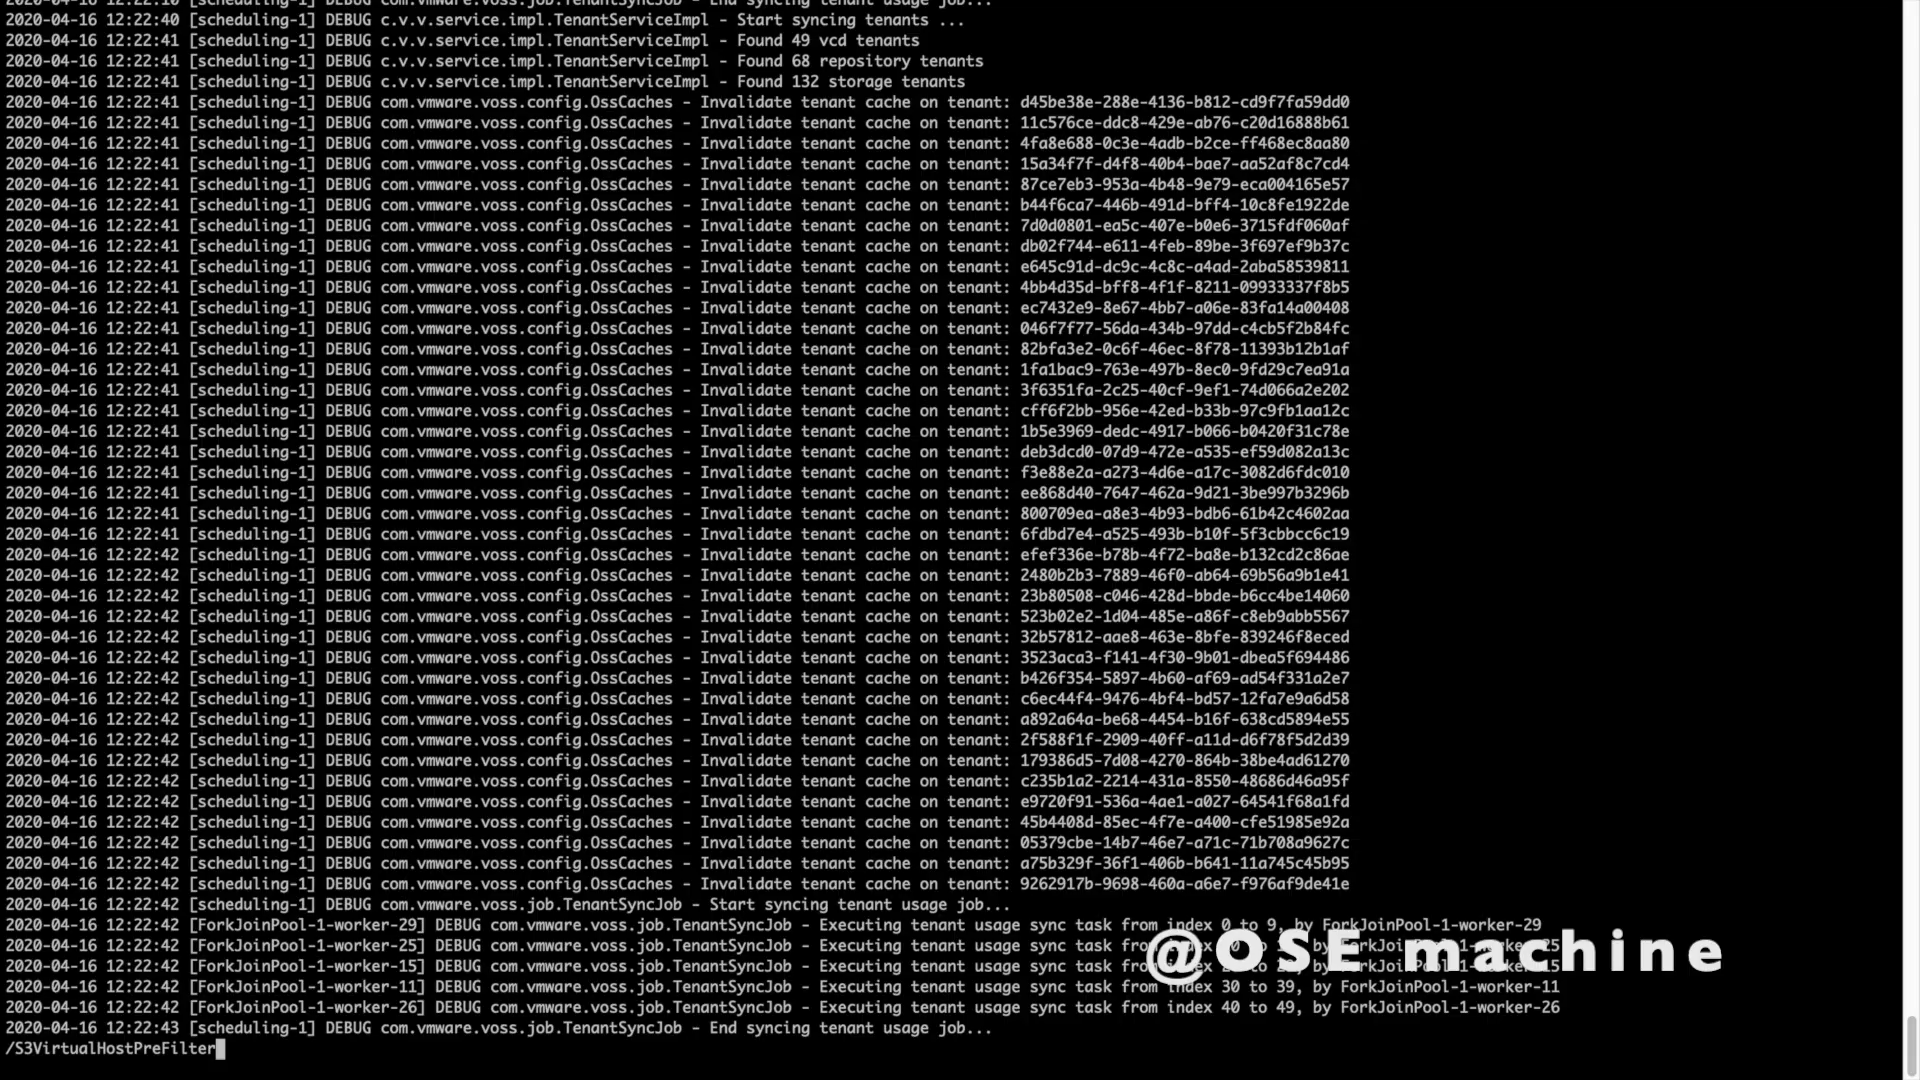 2020-04-16 12:22:10 [scheduling-1] DEBUG com.vmware.voss.job.TenantSyncJob - End syncing tenant usage job...
2020-04-16 12:22:40 [scheduling-1] DEBUG c.v.v.service.impl.TenantServiceImpl - Start syncing tenants ...
2020-04-16 12:22:41 [scheduling-1] DEBUG c.v.v.service.impl.TenantServiceImpl - Found 49 vcd tenants
2020-04-16 12:22:41 [scheduling-1] DEBUG c.v.v.service.impl.TenantServiceImpl - Found 68 repository tenants
2020-04-16 12:22:41 [scheduling-1] DEBUG c.v.v.service.impl.TenantServiceImpl - Found 132 storage tenants
2020-04-16 12:22:41 [scheduling-1] DEBUG com.vmware.voss.config.OssCaches - Invalidate tenant cache on tenant: d45be38e-288e-4136-b812-cd9f7fa59dd0
2020-04-16 12:22:41 [scheduling-1] DEBUG com.vmware.voss.config.OssCaches - Invalidate tenant cache on tenant: 11c576ce-ddc8-429e-ab76-c20d16888b61
2020-04-16 12:22:41 [scheduling-1] DEBUG com.vmware.voss.config.OssCaches - Invalidate tenant cache on tenant: 4fa8e688-0c3e-4adb-b2ce-ff468ec8aa80
2020-04-16 12:22:41 [scheduling-1] DEBUG com.vmware.voss.config.OssCaches - Invalidate tenant cache on tenant: 15a34f7f-d4f8-40b4-bae7-aa52af8c7cd4
2020-04-16 12:22:41 [scheduling-1] DEBUG com.vmware.voss.config.OssCaches - Invalidate tenant cache on tenant: 87ce7eb3-953a-4b48-9e79-eca004165e57
2020-04-16 12:22:41 [scheduling-1] DEBUG com.vmware.voss.config.OssCaches - Invalidate tenant cache on tenant: b44f6ca7-446b-491d-bff4-10c8fe1922de
2020-04-16 12:22:41 [scheduling-1] DEBUG com.vmware.voss.config.OssCaches - Invalidate tenant cache on tenant: 7d0d0801-ea5c-407e-b0e6-3715fdf060af
2020-04-16 12:22:41 [scheduling-1] DEBUG com.vmware.voss.config.OssCaches - Invalidate tenant cache on tenant: db02f744-e611-4feb-89be-3f697ef9b37c
2020-04-16 12:22:41 [scheduling-1] DEBUG com.vmware.voss.config.OssCaches - Invalidate tenant cache on tenant: e645c91d-dc9c-4c8c-a4ad-2aba58539811
2020-04-16 12:22:41 [scheduling-1] DEBUG com.vmware.voss.config.OssCaches - Invalidate tenant cache on tenant: 4bb4d35d-bff8-4f1f-8211-09933337f8b5
2020-04-16 12:22:41 [scheduling-1] DEBUG com.vmware.voss.config.OssCaches - Invalidate tenant cache on tenant: ec7432e9-8e67-4bb7-a06e-83fa14a00408
2020-04-16 12:22:41 [scheduling-1] DEBUG com.vmware.voss.config.OssCaches - Invalidate tenant cache on tenant: 046f7f77-56da-434b-97dd-c4cb5f2b84fc
2020-04-16 12:22:41 [scheduling-1] DEBUG com.vmware.voss.config.OssCaches - Invalidate tenant cache on tenant: 82bfa3e2-0c6f-46ec-8f78-11393b12b1af
2020-04-16 12:22:41 [scheduling-1] DEBUG com.vmware.voss.config.OssCaches - Invalidate tenant cache on tenant: 1fa1bac9-763e-497b-8ec0-9fd29c7ea91a
2020-04-16 12:22:41 [scheduling-1] DEBUG com.vmware.voss.config.OssCaches - Invalidate tenant cache on tenant: 3f6351fa-2c25-40cf-9ef1-74d066a2e202
2020-04-16 12:22:41 [scheduling-1] DEBUG com.vmware.voss.config.OssCaches - Invalidate tenant cache on tenant: cff6f2bb-956e-42ed-b33b-97c9fb1aa12c
2020-04-16 12:22:41 [scheduling-1] DEBUG com.vmware.voss.config.OssCaches - Invalidate tenant cache on tenant: 1b5e3969-dedc-4917-b066-b0420f31c78e
2020-04-16 12:22:41 [scheduling-1] DEBUG com.vmware.voss.config.OssCaches - Invalidate tenant cache on tenant: deb3dcd0-07d9-472e-a535-ef59d082a13c
2020-04-16 12:22:41 [scheduling-1] DEBUG com.vmware.voss.config.OssCaches - Invalidate tenant cache on tenant: f3e88e2a-a273-4d6e-a17c-3082d6fdc010
2020-04-16 12:22:41 [scheduling-1] DEBUG com.vmware.voss.config.OssCaches - Invalidate tenant cache on tenant: ee868d40-7647-462a-9d21-3be997b3296b
2020-04-16 12:22:41 [scheduling-1] DEBUG com.vmware.voss.config.OssCaches - Invalidate tenant cache on tenant: 800709ea-a8e3-4b93-bdb6-61b42c4602aa
2020-04-16 12:22:41 [scheduling-1] DEBUG com.vmware.voss.config.OssCaches - Invalidate tenant cache on tenant: 6fdbd7e4-a525-493b-b10f-5f3cbbcc6c19
2020-04-16 12:22:42 [scheduling-1] DEBUG com.vmware.voss.config.OssCaches - Invalidate tenant cache on tenant: efef336e-b78b-4f72-ba8e-b132cd2c86ae
2020-04-16 12:22:42 [scheduling-1] DEBUG com.vmware.voss.config.OssCaches - Invalidate tenant cache on tenant: 2480b2b3-7889-46f0-ab64-69b56a9b1e41
2020-04-16 12:22:42 [scheduling-1] DEBUG com.vmware.voss.config.OssCaches - Invalidate tenant cache on tenant: 23b80508-c046-428d-bbde-b6cc4be14060
2020-04-16 12:22:42 [scheduling-1] DEBUG com.vmware.voss.config.OssCaches - Invalidate tenant cache on tenant: 523b02e2-1d04-485e-a86f-c8eb9abb5567
2020-04-16 12:22:42 [scheduling-1] DEBUG com.vmware.voss.config.OssCaches - Invalidate tenant cache on tenant: 32b57812-aae8-463e-8bfe-839246f8eced
2020-04-16 12:22:42 [scheduling-1] DEBUG com.vmware.voss.config.OssCaches - Invalidate tenant cache on tenant: 3523aca3-f141-4f30-9b01-dbea5f694486
2020-04-16 12:22:42 [scheduling-1] DEBUG com.vmware.voss.config.OssCaches - Invalidate tenant cache on tenant: b426f354-5897-4b60-af69-ad54f331a2e7
2020-04-16 12:22:42 [scheduling-1] DEBUG com.vmware.voss.config.OssCaches - Invalidate tenant cache on tenant: c6ec44f4-9476-4bf4-bd57-12fa7e9a6d58
2020-04-16 12:22:42 [scheduling-1] DEBUG com.vmware.voss.config.OssCaches - Invalidate tenant cache on tenant: a892a64a-be68-4454-b16f-638cd5894e55
2020-04-16 12:22:42 [scheduling-1] DEBUG com.vmware.voss.config.OssCaches - Invalidate tenant cache on tenant: 2f588f1f-2909-40ff-a11d-d6f78f5d2d39
2020-04-16 12:22:42 [scheduling-1] DEBUG com.vmware.voss.config.OssCaches - Invalidate tenant cache on tenant: 179386d5-7d08-4270-864b-38be4ad61270
2020-04-16 12:22:42 [scheduling-1] DEBUG com.vmware.voss.config.OssCaches - Invalidate tenant cache on tenant: c235b1a2-2214-431a-8550-48686d46a95f
2020-04-16 12:22:42 [scheduling-1] DEBUG com.vmware.voss.config.OssCaches - Invalidate tenant cache on tenant: e9720f91-536a-4ae1-a027-64541f68a1fd
2020-04-16 12:22:42 [scheduling-1] DEBUG com.vmware.voss.config.OssCaches - Invalidate tenant cache on tenant: 45b4408d-85ec-4f7e-a400-cfe51985e92a
2020-04-16 12:22:42 [scheduling-1] DEBUG com.vmware.voss.config.OssCaches - Invalidate tenant cache on tenant: 05379cbe-14b7-46e7-a71c-71b708a9627c
2020-04-16 12:22:42 [scheduling-1] DEBUG com.vmware.voss.config.OssCaches - Invalidate tenant cache on tenant: a75b329f-36f1-406b-b641-11a745c45b95
2020-04-16 12:22:42 [scheduling-1] DEBUG com.vmware.voss.config.OssCaches - Invalidate tenant cache on tenant: 9262917b-9698-460a-a6e7-f976af9de41e
2020-04-16 12:22:42 [scheduling-1] DEBUG com.vmware.voss.job.TenantSyncJob - Start syncing tenant usage job...
2020-04-16 12:22:42 [ForkJoinPool-1-worker-29] DEBUG com.vmware.voss.job.TenantSyncJob - Executing tenant usage sync task from index 0 to 9, by ForkJoinPool-1-worker-29
2020-04-16 12:22:42 [ForkJoinPool-1-worker-25] DEBUG com.vmware.voss.job.TenantSyncJob - Executing tenant usage sync task from
2020-04-16 12:22:42 [ForkJoinPool-1-worker-15] DEBUG com.vmware.voss.job.TenantSyncJob - Executing tenant usage sync task
2020-04-16 12:22:42 [ForkJoinPool-1-worker-11] DEBUG com.vmware.voss.job.TenantSyncJob - Executing tenant usage sync task from index 30 to 39, by ForkJoinPool-1-worker-11
2020-04-16 12:22:42 [ForkJoinPool-1-worker-26] DEBUG com.vmware.voss.job.TenantSyncJob - Executing tenant usage sync task from index 40 to 49, by ForkJoinPool-1-worker-26
2020-04-16 12:22:43 [scheduling-1] DEBUG com.vmware.voss.job.TenantSyncJob - End syncing tenant usage job...
/S3VirtualHostPreFilter
@OSE machine